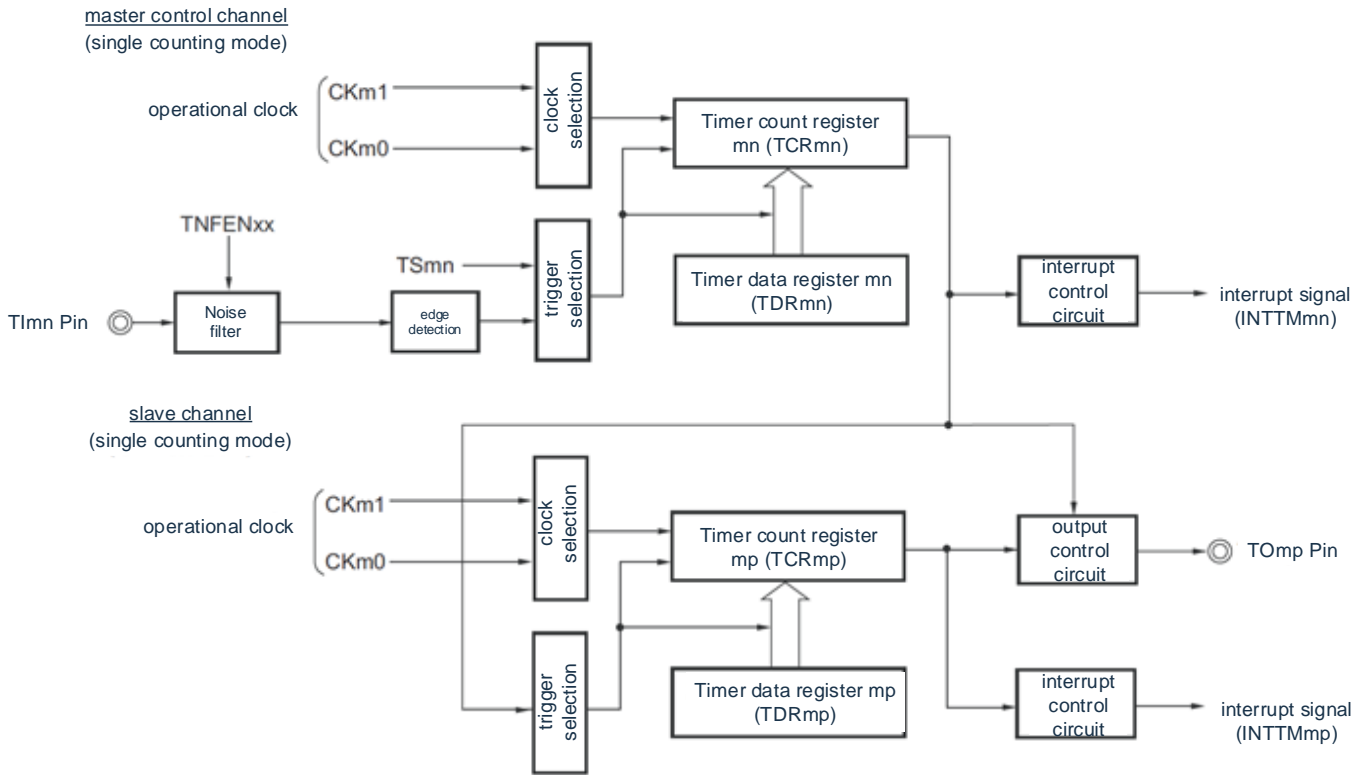 master control channel
(single counting mode)
operational clock
CKm1
CKm0
clock
selection
Timer count register
mn (TCRmn)
TNFENxx
TSmn
trigger
selection
Timer data register mn
(TDRmn)
interrupt
control
circuit
interrupt signal
(INTTMmn)
TImn Pin
Noise
filter
edge
detection
slave channel
(single counting mode)
operational clock
CKm1
CKm0
clock
selection
Timer count register
mp (TCRmp)
output
control
circuit
TOmp Pin
trigger
selection
Timer data register mp
(TDRmp)
interrupt
control
circuit
interrupt signal
(INTTMmp)